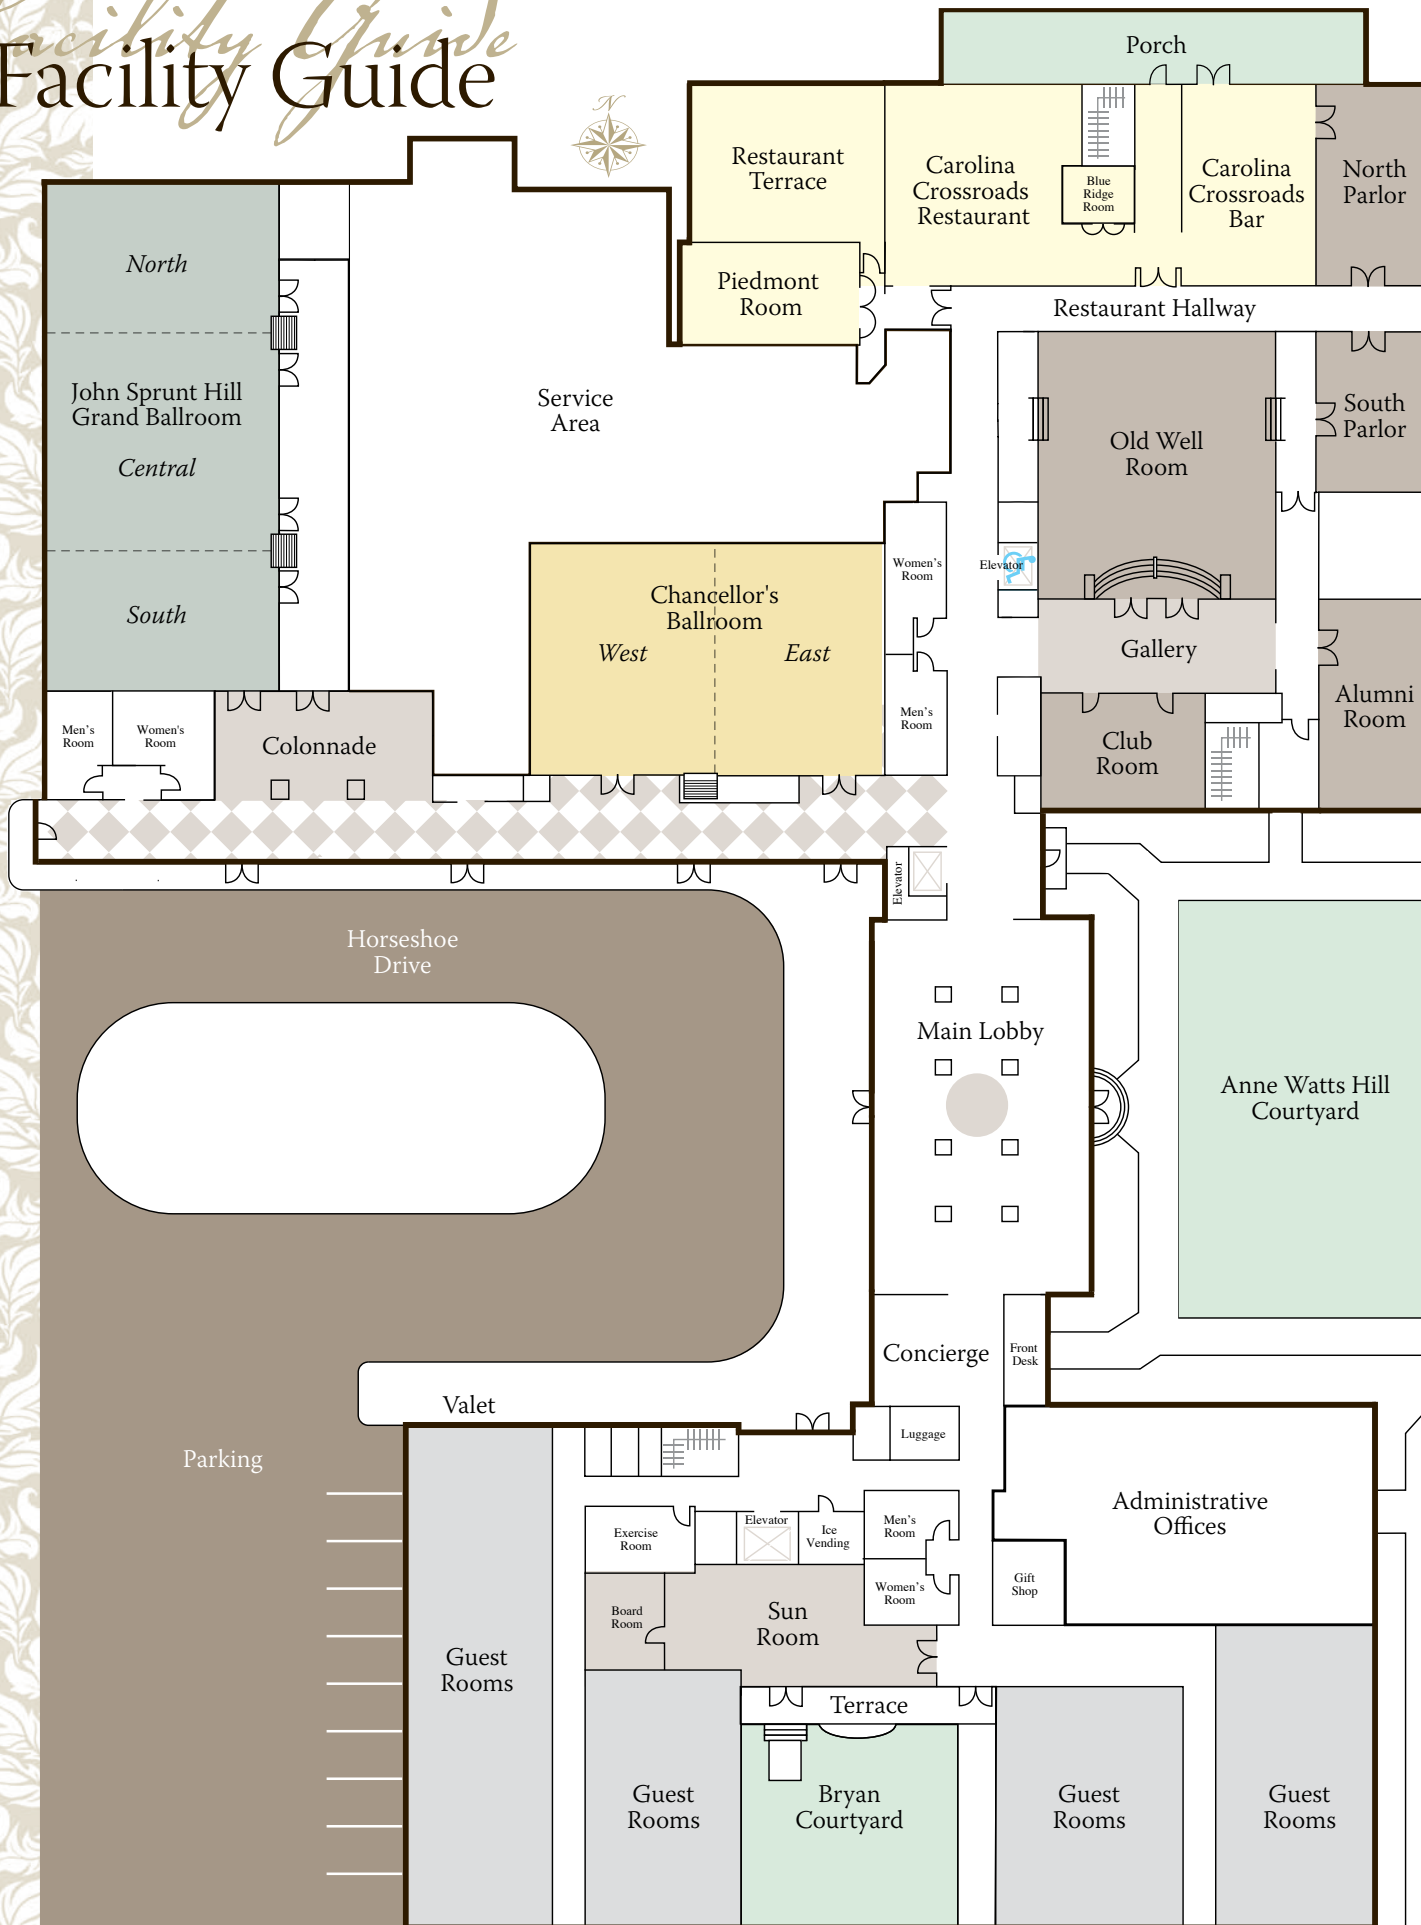 Facility Guide
Facility Guide
N
Porch
Restaurant
Terrace
Carolina
Crossroads
Restaurant
Blue
Ridge
Room
Carolina
Crossroads
Bar
North
Parlor
Piedmont
Room
Restaurant Hallway
North
John Sprunt Hill
Grand Ballroom
Central
South
Service
Area
Old Well
Room
South
Parlor
Women's
Room
Elevator
Chancellor's
Ballroom
West
East
Gallery
Men's
Room
Alumni
Room
Club
Room
Men's
Room
Women's
Room
Colonnade
Elevator
Horseshoe
Drive
Main Lobby
Anne Watts Hill
Courtyard
Concierge
Front
Desk
Valet
Luggage
Parking
Administrative
Offices
Exercise
Room
Elevator
Ice
Vending
Men's
Room
Women's
Room
Gift
Shop
Board
Room
Sun
Room
Guest
Rooms
Terrace
Guest
Rooms
Bryan
Courtyard
Guest
Rooms
Guest
Rooms